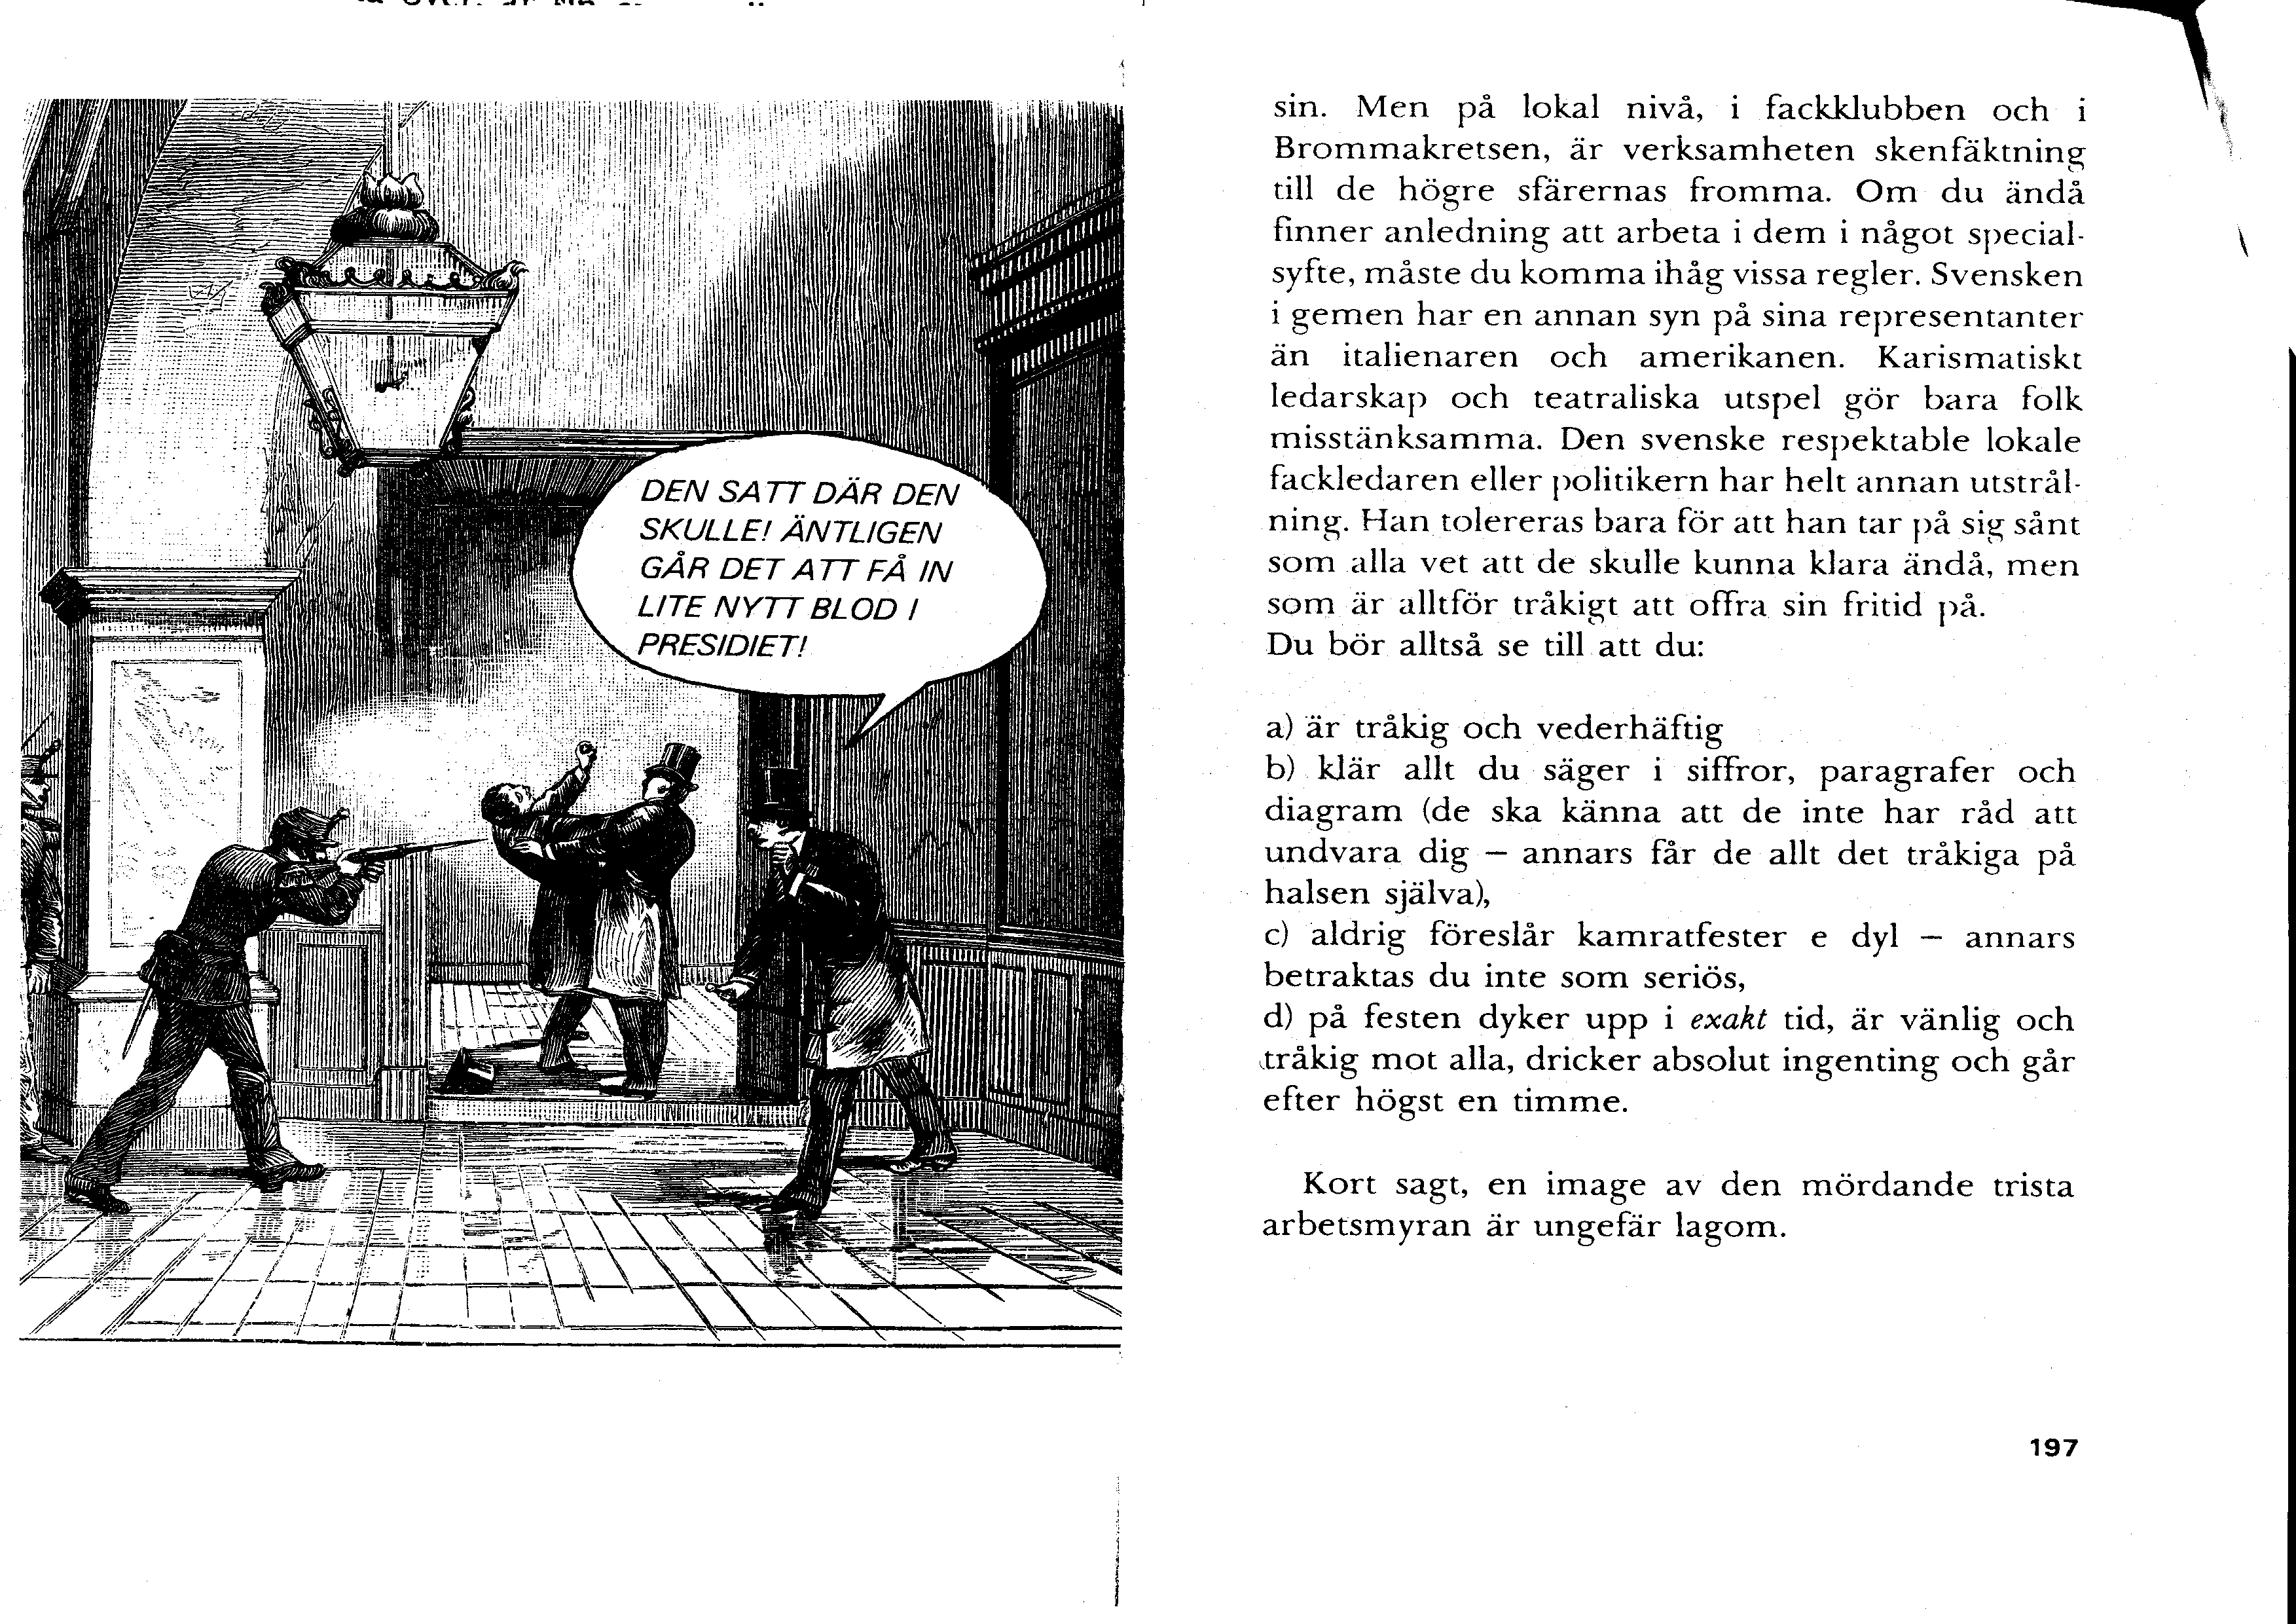 DEN SATT DÄR DEN
SKULLE! ÄNTLIGEN
GÅR DET ATT FÅ IN
LITE NYTT BLOD I
PRESIDIET!
sin. Men på lokal nivå, i fackklubben och i
Brommakretsen, är verksamheten skenfäktning
till de högre sfärernas fromma. Om du ändå
finner anledning att arbeta i dem i något special-
syfte, måste du komma ihåg vissa regler. Svensken
i gemen har en annan syn på sina representanter
än italienaren och amerikanen. Karismatiskt
ledarskap och teatraliska utspel gör bara folk
misstänksamma. Den svenske respektable lokale
fackledaren eller politikern har helt annan utstrål-
ning. Han tolereras bara för att han tar på sig sånt
som alla vet att de skulle kunna klara ändå, men
som är alltför tråkigt att offra sin fritid på.
Du bör alltså se till att du:
a) är tråkig och vederhäftig
b) klär allt du säger i siffror, paragrafer och
diagram (de ska känna att de inte har råd att
undvara dig – annars får de allt det tråkiga på
halsen själva),
c) aldrig föreslår kamratfester e dyl – annars
betraktas du inte som seriös,
d) på festen dyker upp i exakt tid, är vänlig och
tråkig mot alla, dricker absolut ingenting och går
efter högst en timme.
Kort sagt, en image av den mördande trista
arbetsmyran är ungefär lagom.
197